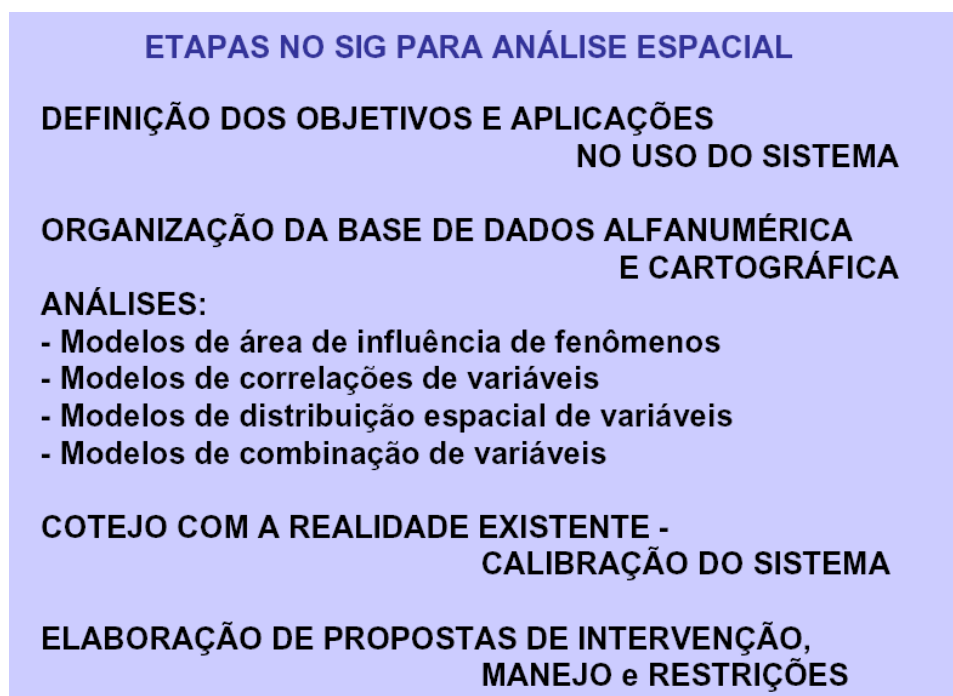 ETAPAS NO SIG PARA ANÁLISE ESPACIAL
DEFINIÇÃO DOS OBJETIVOS E APLICAÇÕES
NO USO DO SISTEMA
ORGANIZAÇÃO DA BASE DE DADOS ALFANUMÉRICA
E CARTOGRÁFICA
ANÁLISES:
- Modelos de área de influência de fenômenos
- Modelos de correlações de variáveis
- Modelos de distribuição espacial de variáveis
- Modelos de combinação de variáveis
COTEJO COM A REALIDADE EXISTENTE -
CALIBRAÇÃO DO SISTEMA
ELABORAÇÃO DE PROPOSTAS DE INTERVENÇÃO,
MANEJO e RESTRIÇÕES